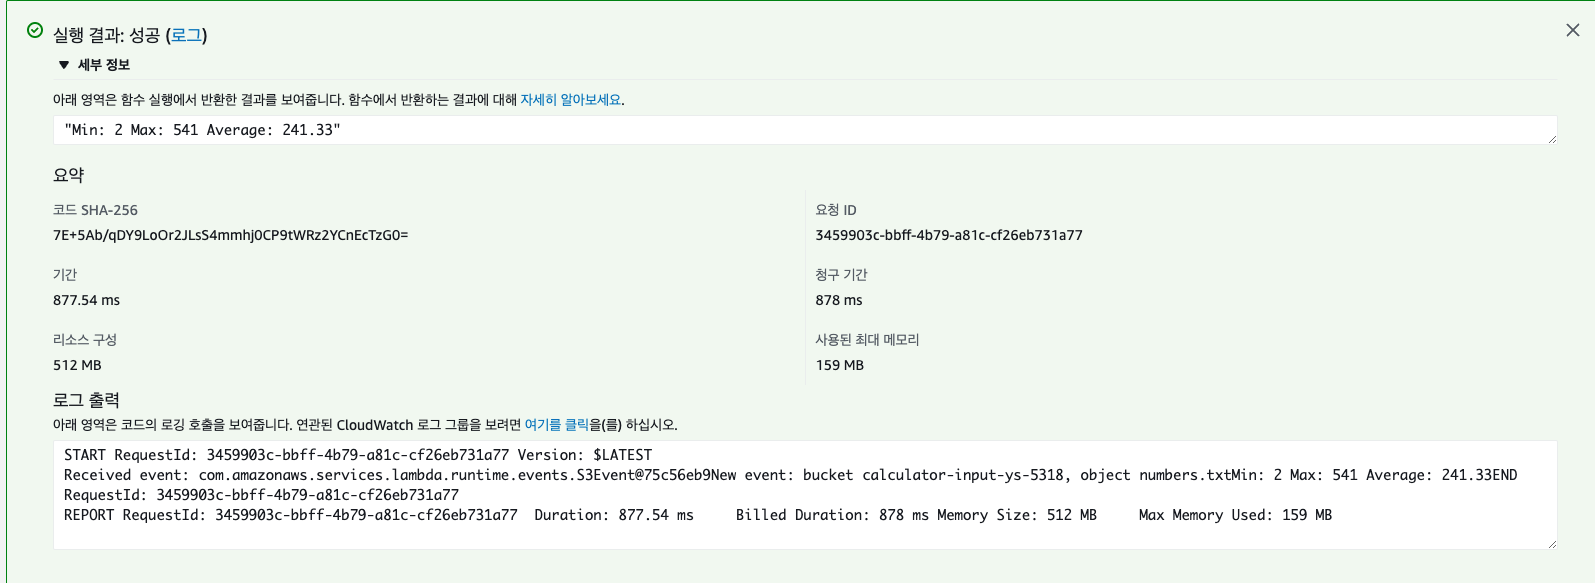 실행 결과: 성공 (로그)
▼ 세부 정보
아래 영역은 함수 실행에서 반환한 결과를 보여줍니다. 함수에서 반환하는 결과에 대해 자세히 알아보세요.
"Min: 2 Max: 541 Average: 241.33"
요약
코드 SHA-256
7E+5Ab/qDY9LoOr2JLsS4mmhj0CP9tWRz2YCnEcTzG0=
요청 ID
3459903c-bbff-4b79-a81c-cf26eb731a77
기간
877.54 ms
청구 기간
878 ms
리소스 구성
512 MB
사용된 최대 메모리
159 MB
로그 출력
아래 영역은 코드의 로깅 호출을 보여줍니다. 연관된 CloudWatch 로그 그룹을 보려면 여기를 클릭을(를) 하십시오.
START RequestId: 3459903c-bbff-4b79-a81c-cf26eb731a77 Version: $LATEST
Received event: com.amazonaws.services.lambda.runtime.events.S3Event@75c56eb9New event: bucket calculator-input-ys-5318, object numbers.txtMin: 2 Max: 541 Average: 241.33END
RequestId: 3459903c-bbff-4b79-a81c-cf26eb731a77
REPORT RequestId: 3459903c-bbff-4b79-a81c-cf26eb731a77 Duration: 877.54 ms Billed Duration: 878 ms Memory Size: 512 MB Max Memory Used: 159 MB